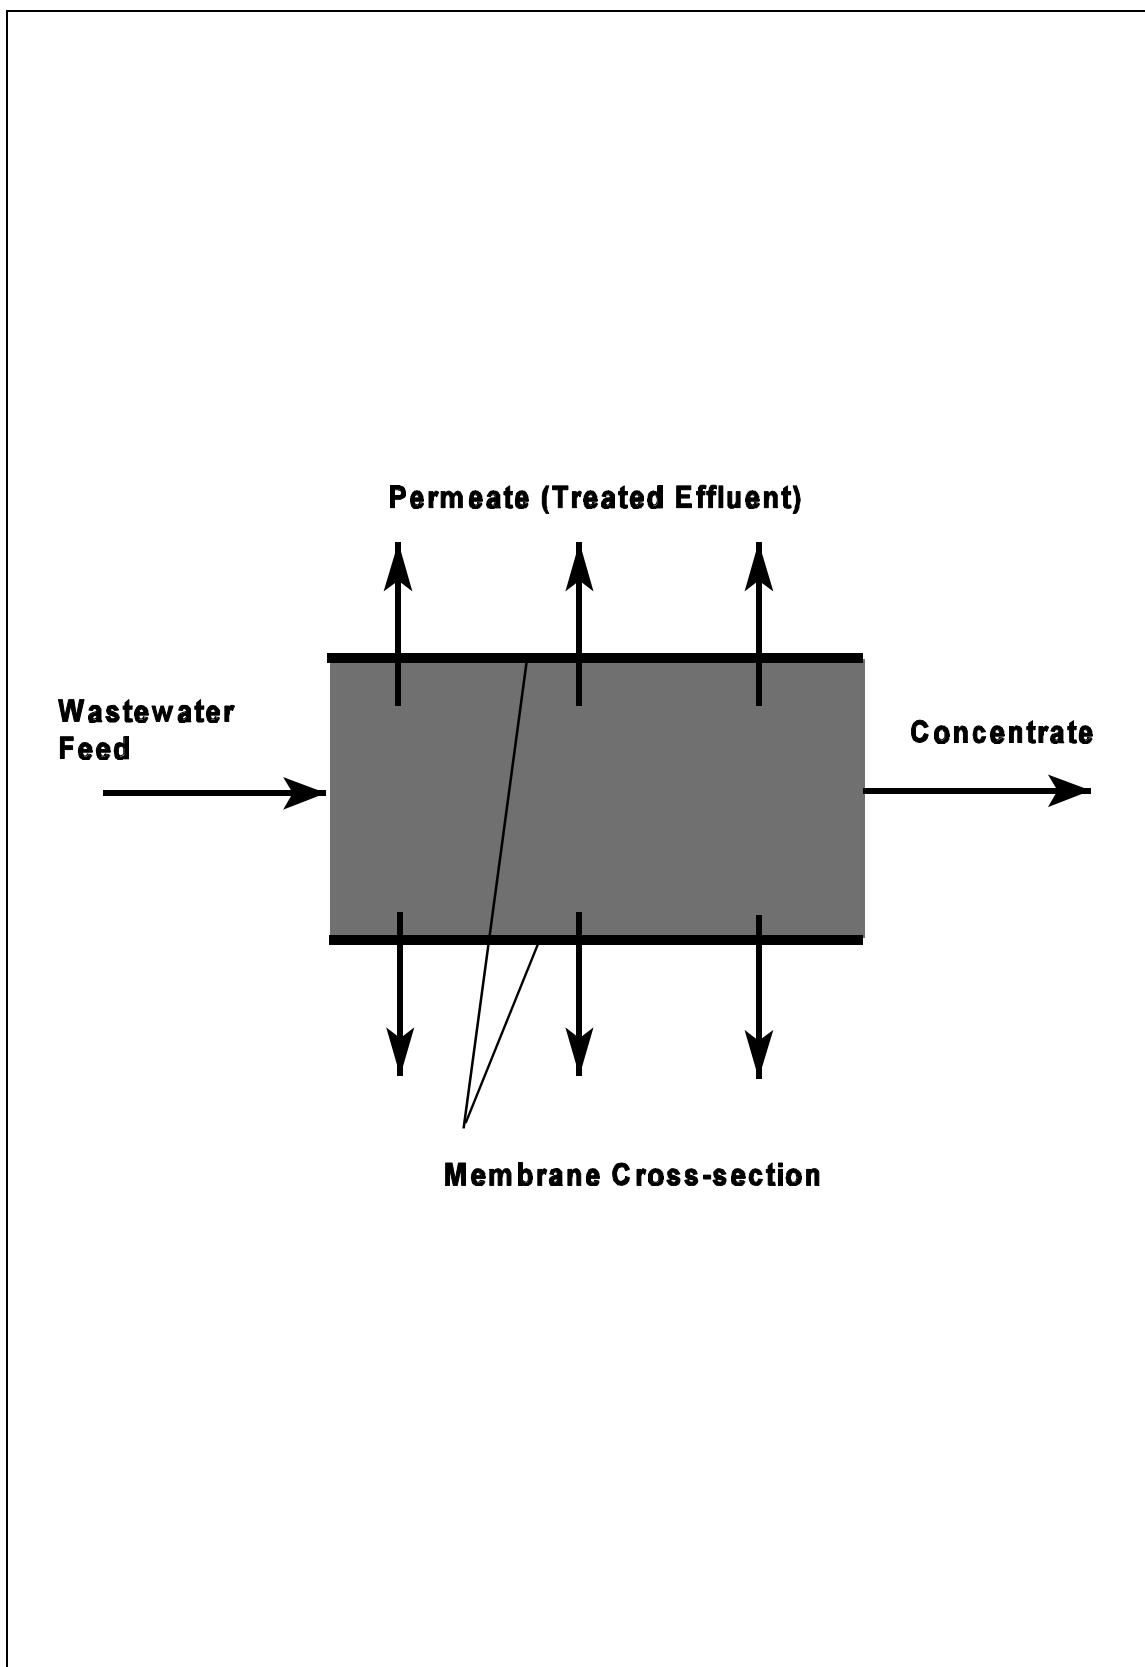 Permeate (Treated Effluent)
Wastewater
Feed
Concentrate
Membrane Cross-section